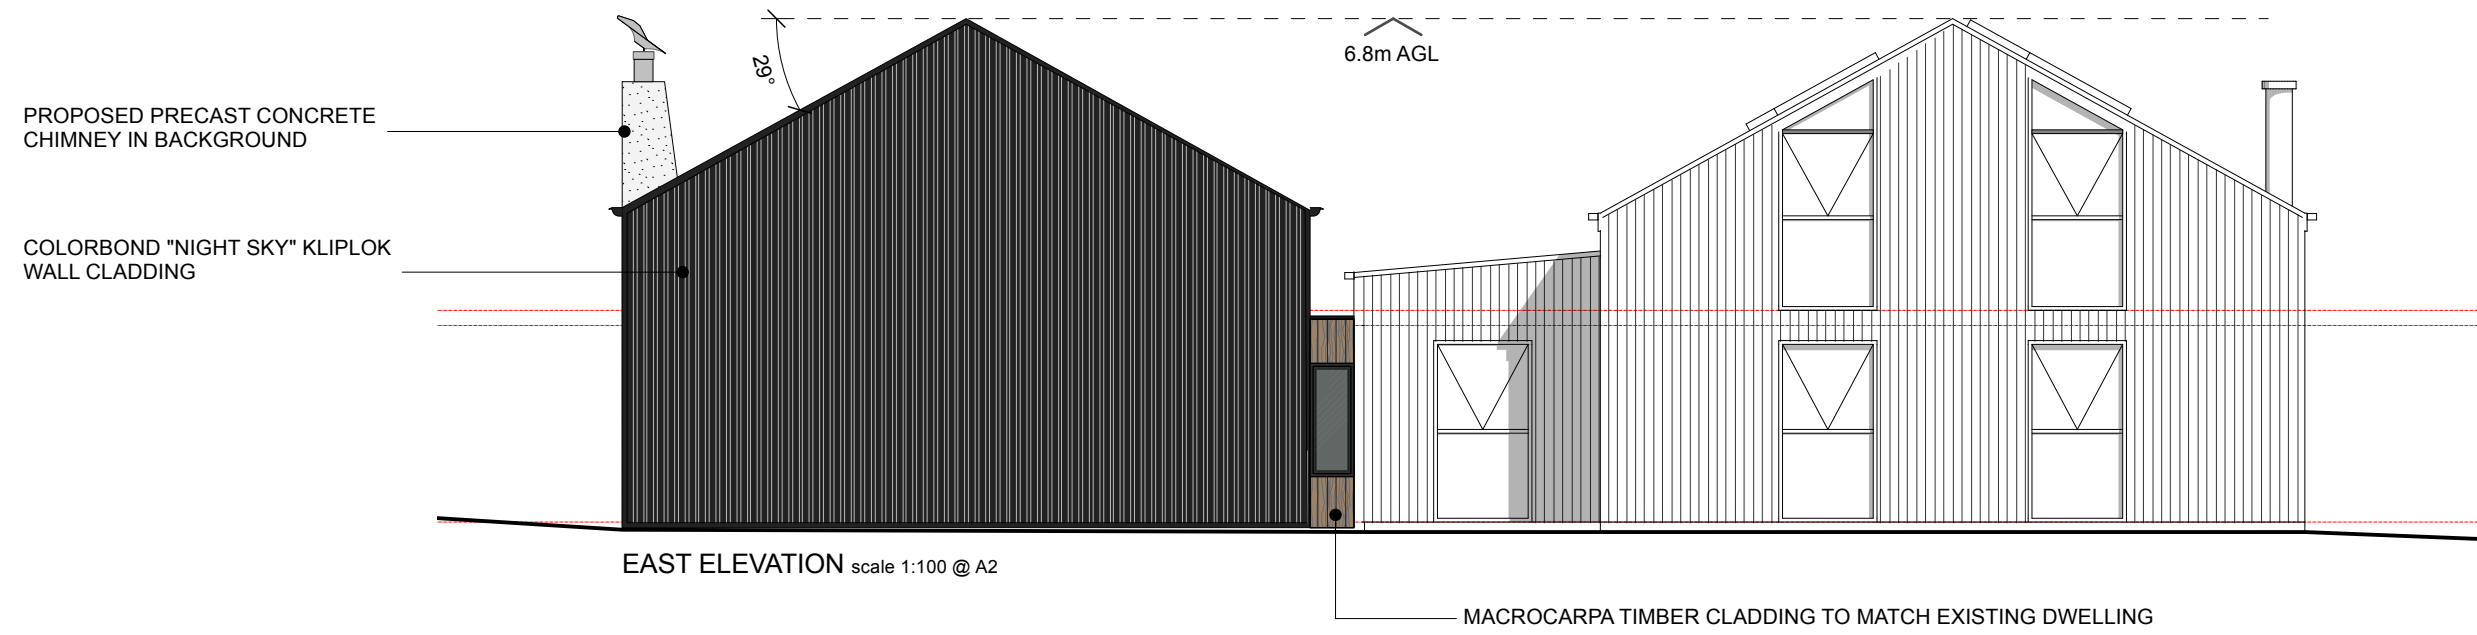 6.8m AGL
29°
PROPOSED PRECAST CONCRETE
CHIMNEY IN BACKGROUND
COLORBOND "NIGHT SKY" KLIPLOK
WALL CLADDING
EAST ELEVATION scale 1:100 @ A2
MACROCARPA TIMBER CLADDING TO MATCH EXISTING DWELLING